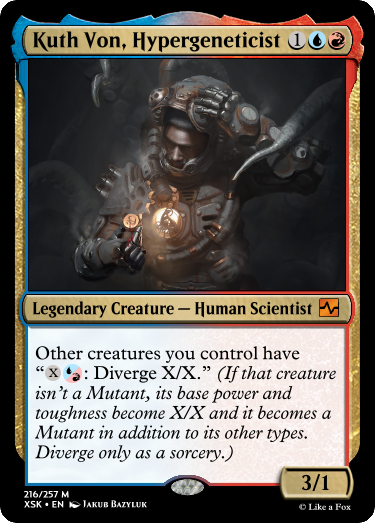 Kuth Von, Hypergeneticist 1
Legendary Creature — Human Scientist
Other creatures you control have
“X : Diverge X/X.” (If that creature
isn’t a Mutant, its base power and
toughness become X/X and it becomes a
Mutant in addition to its other types.
Diverge only as a sorcery.)
3/1
216/257 M
XSK • EN Jakub Bazyluk
© Like a Fox